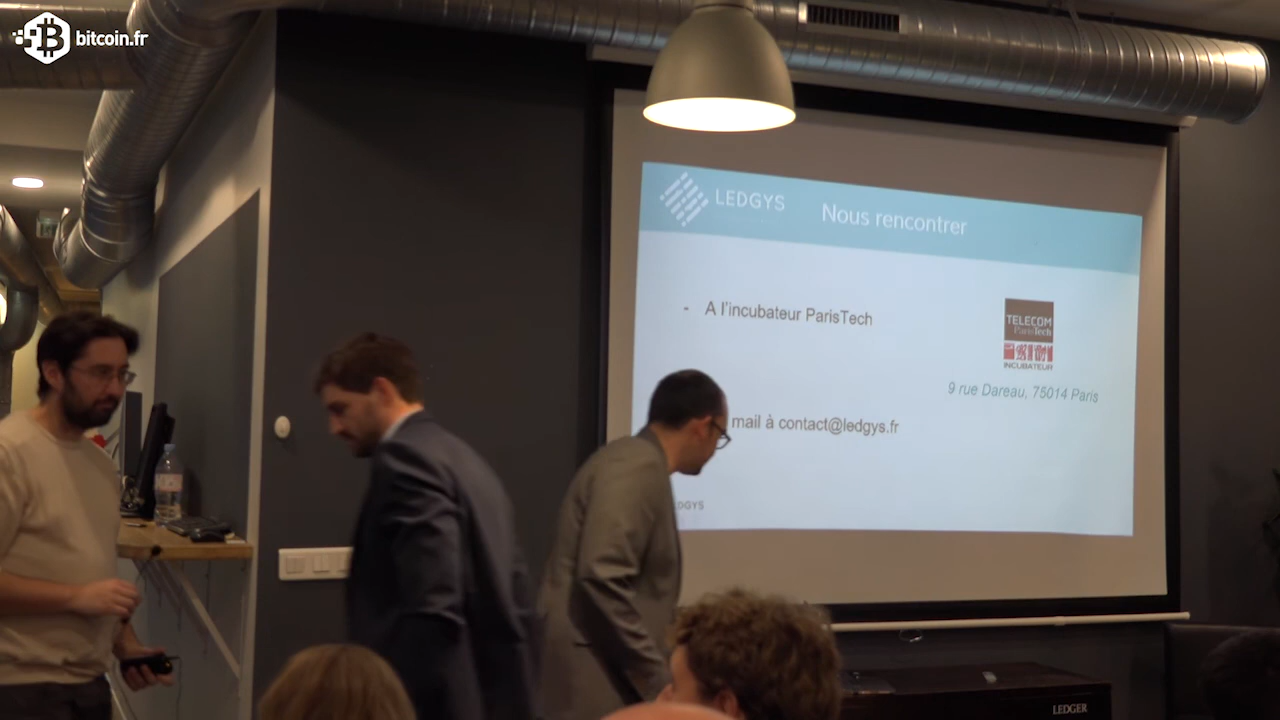 bitcoin.fr
LEDGYS
Nous rencontrer
- A l'incubateur ParisTech
TELECOM
ParisTech
INCUBATEUR
9 rue Dareau, 75014 Paris
mail à contact@ledgys.fr
DGYS
LEDGER